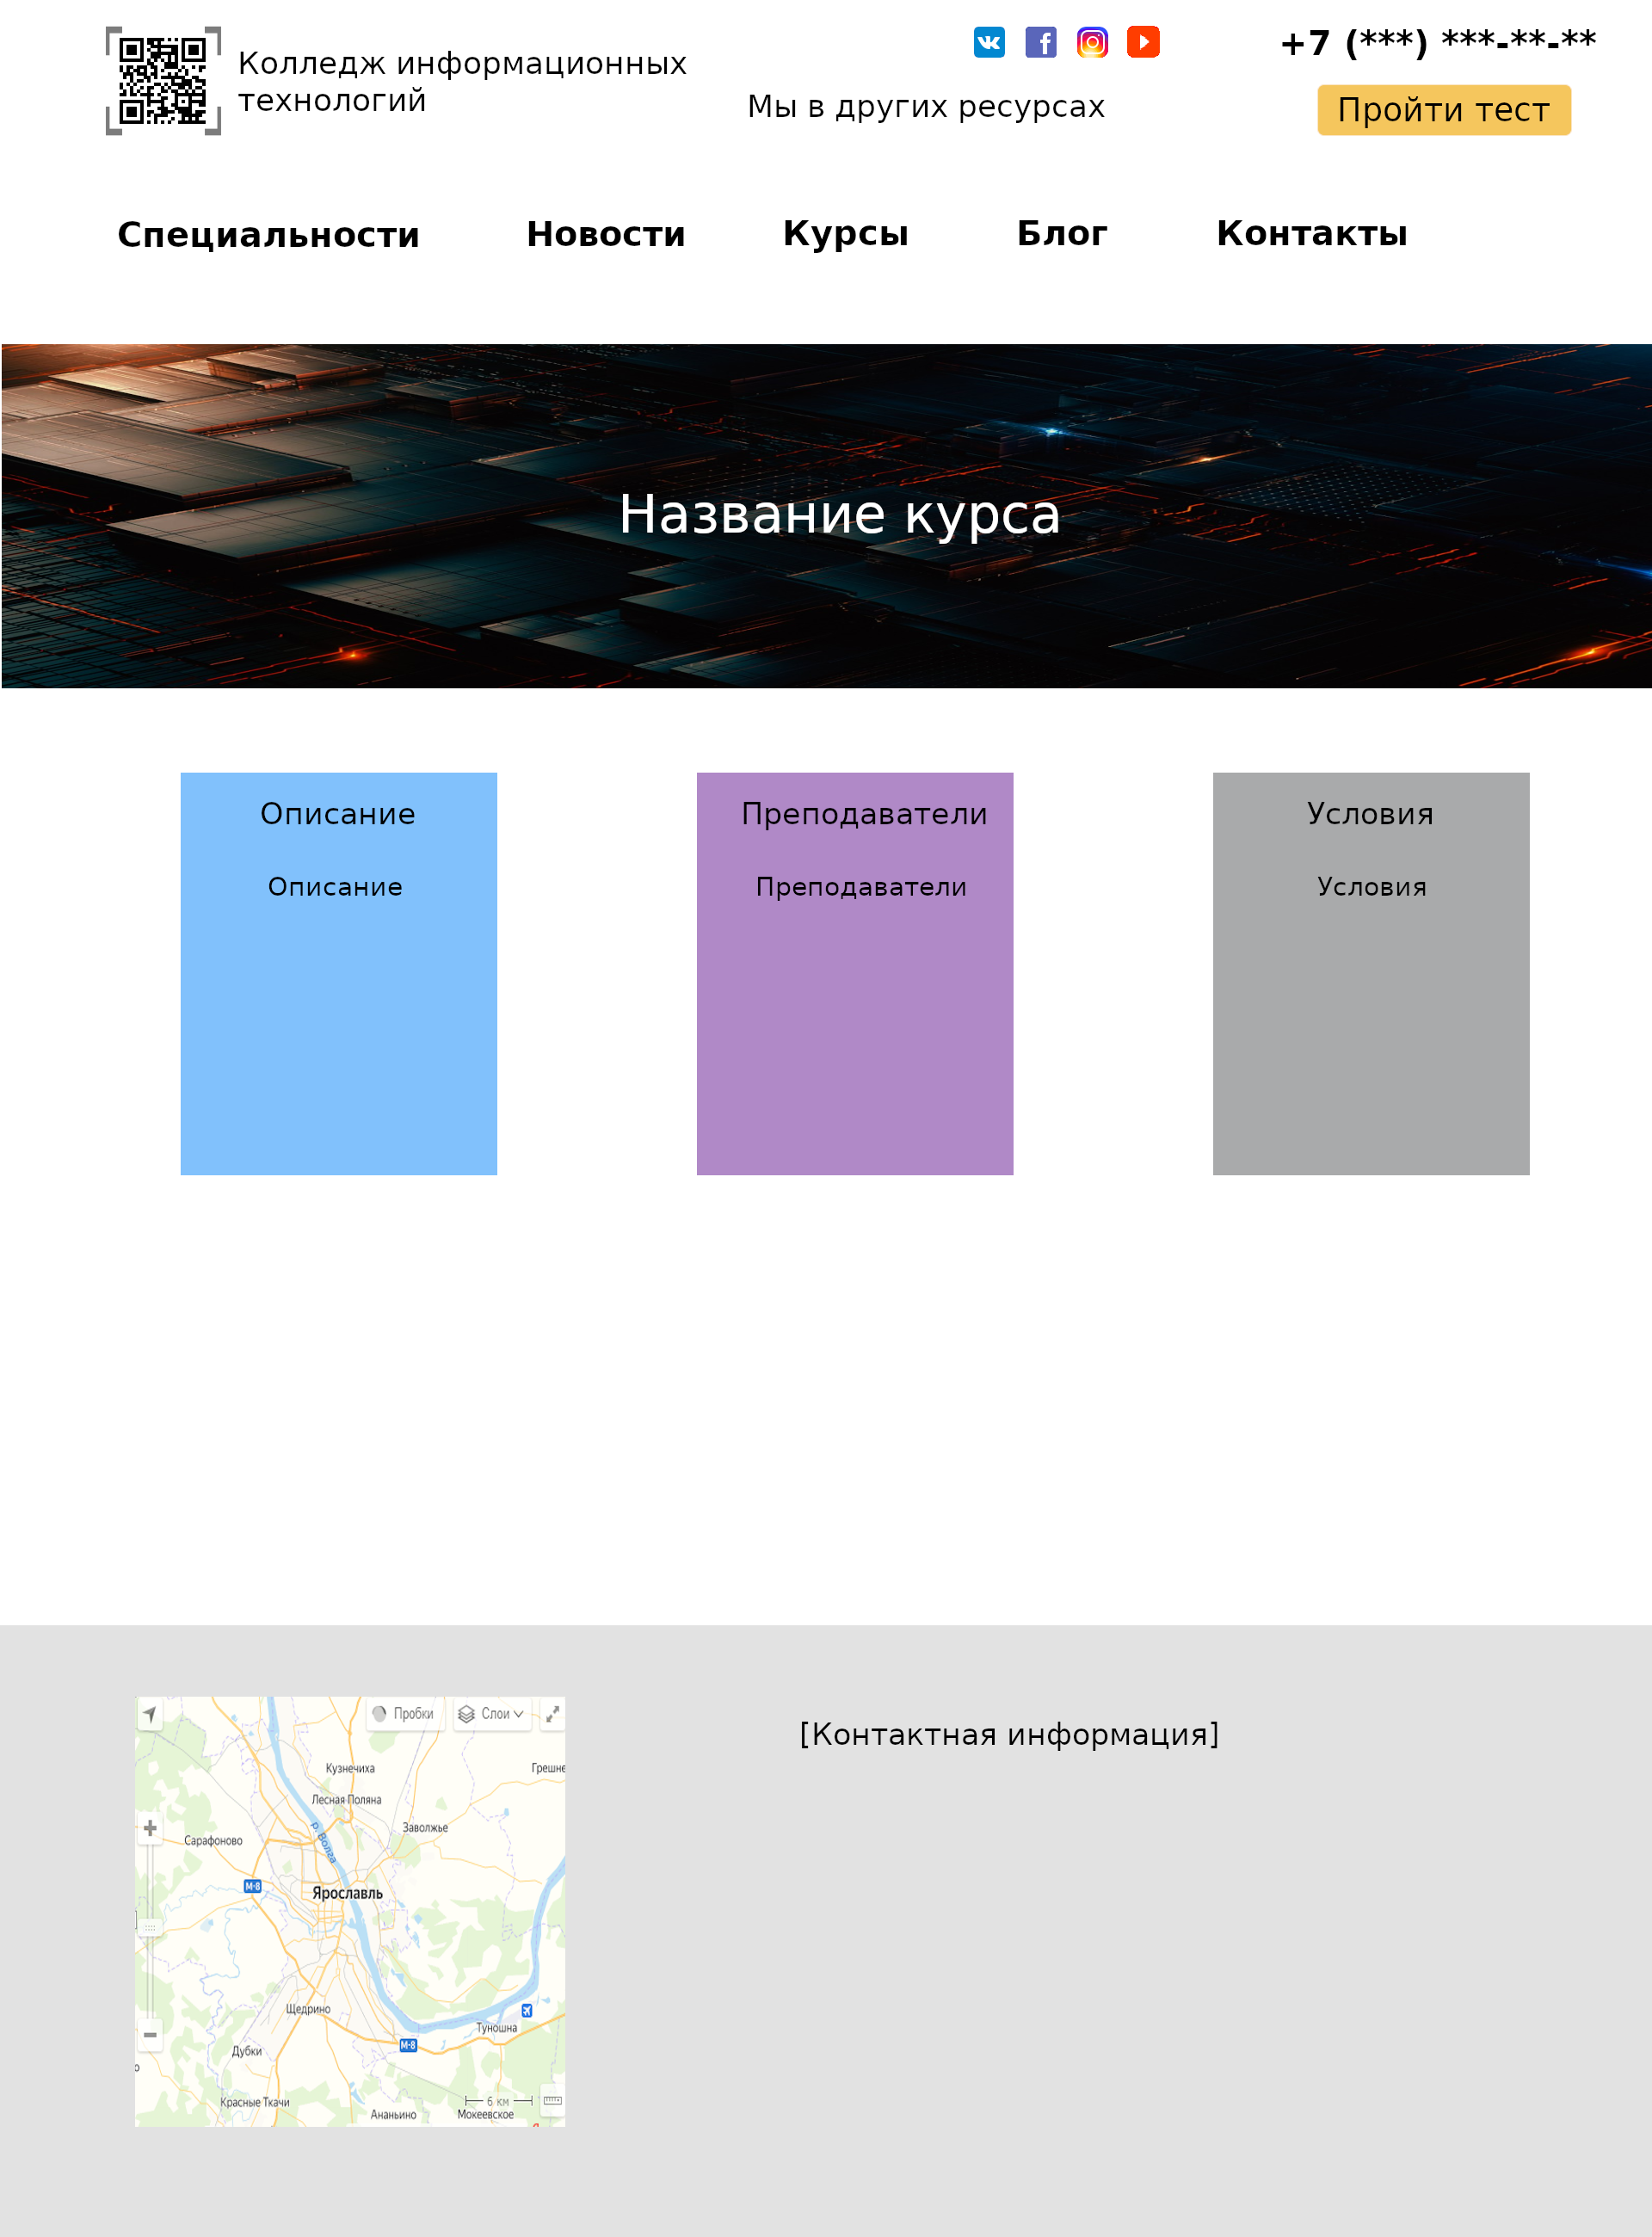 Колледж информационных
технологий
Мы в других ресурсах
+7 (***) ***-**-**
Пройти тест
Специальности
Новости
Курсы
Блог
Контакты
Название курса
Описание
Описание
Преподаватели
Преподаватели
Условия
Условия
Пробки
Слои
Кузнечиха
Грешне
Лесная Поляна
р. Волга
Заволжье
Сарафоново
М-8
Ярославль
Щедрино
Туношна
М-8
Дубки
Красные Ткачи
6 км
Ананьино
Мокеевское
[Контактная информация]